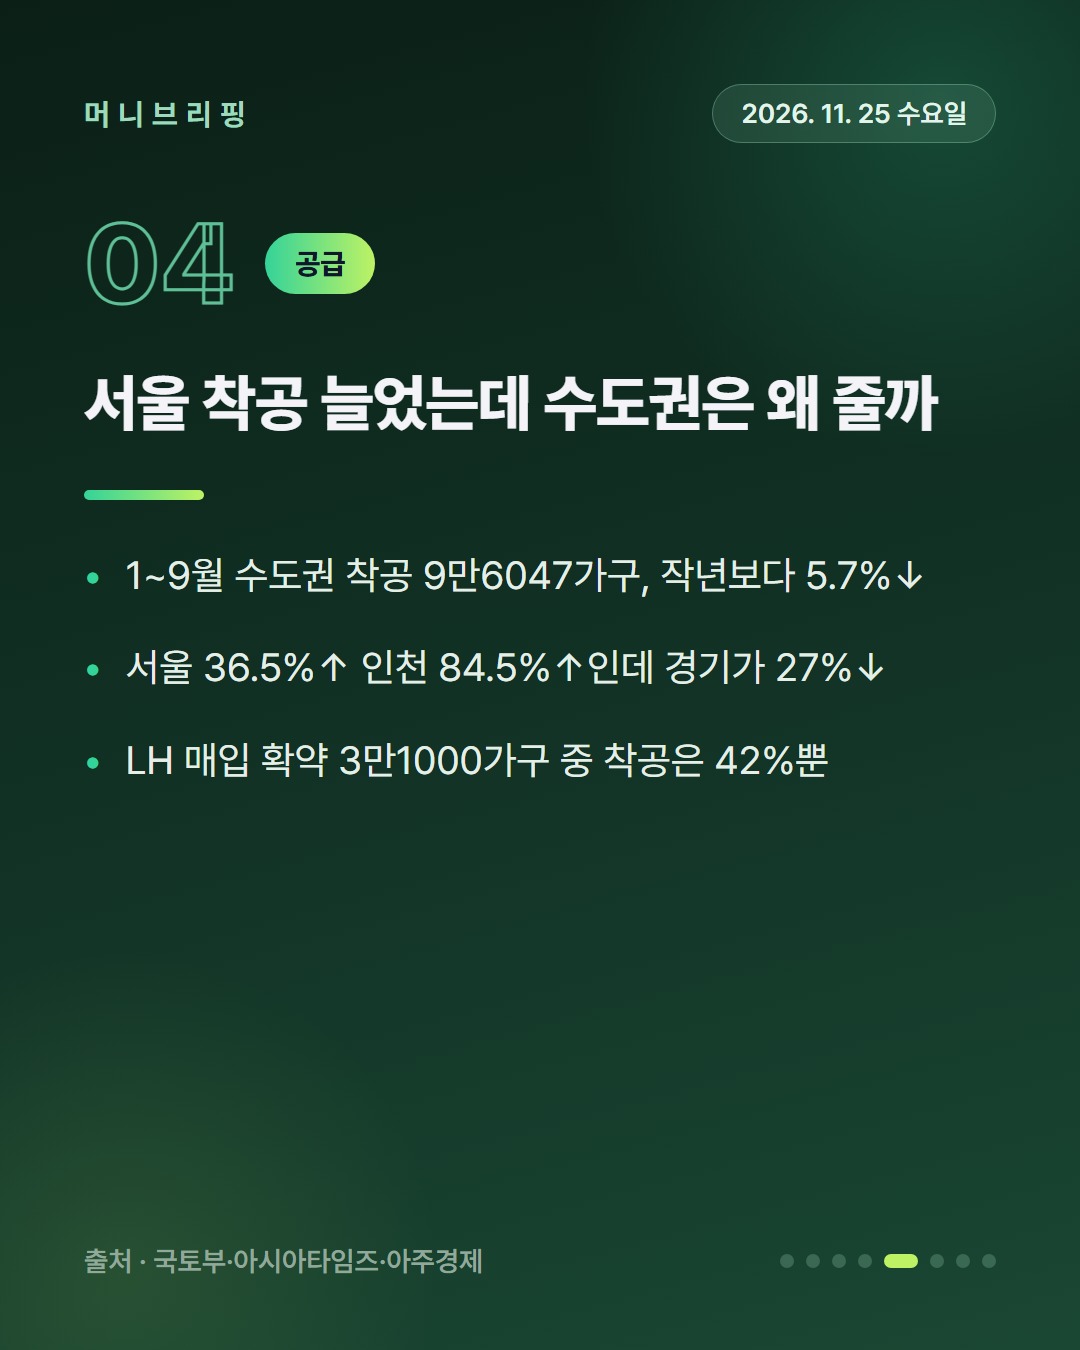 머니브리핑
2026. 11. 25 수요일
04
공급
서울 착공 늘었는데 수도권은 왜 줄까
• 1~9월 수도권 착공 9만6047가구, 작년보다 5.7%↓
• 서울 36.5%↑ 인천 84.5%↑인데 경기가 27%↓
• LH 매입 확약 3만1000가구 중 착공은 42%뿐
출처 · 국토부·아시아타임즈·아주경제